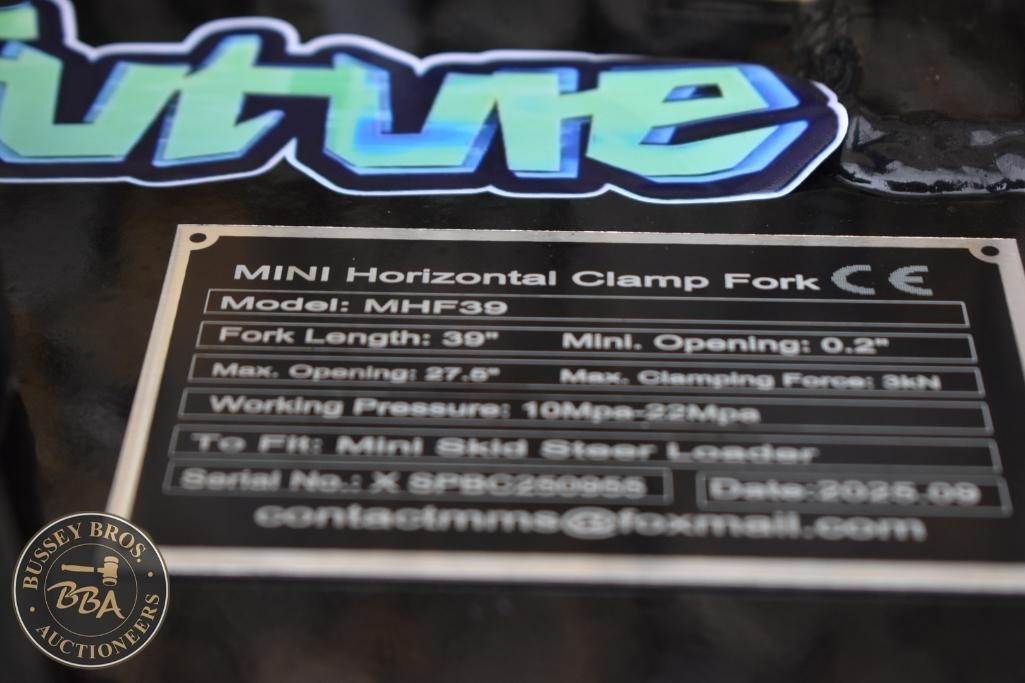 uture
MINI Horizontal Clamp Fork CE
Model: MHF39
Fork Length: 39" Mini. Opening: 0.2"
Max. Opening: 27.5" Max. Clamping Force: 3kN
Working Pressure: 10Mpa-22Mpa
To Fit: Mini Skid Steer Loader
Serial No.: X SPBC250955 Date:2025.09
contactmms@foxmail.com
BUSSEY BROS.
BBA
AUCTIONEERS